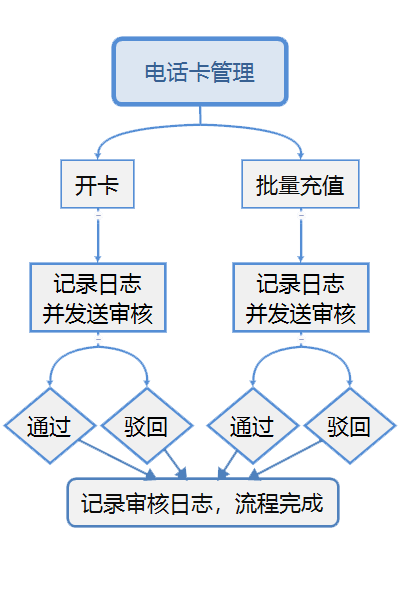 电话卡管理
开卡
批量充值
记录日志
并发送审核
记录日志
并发送审核
通过
驳回
通过
驳回
记录审核日志，流程完成